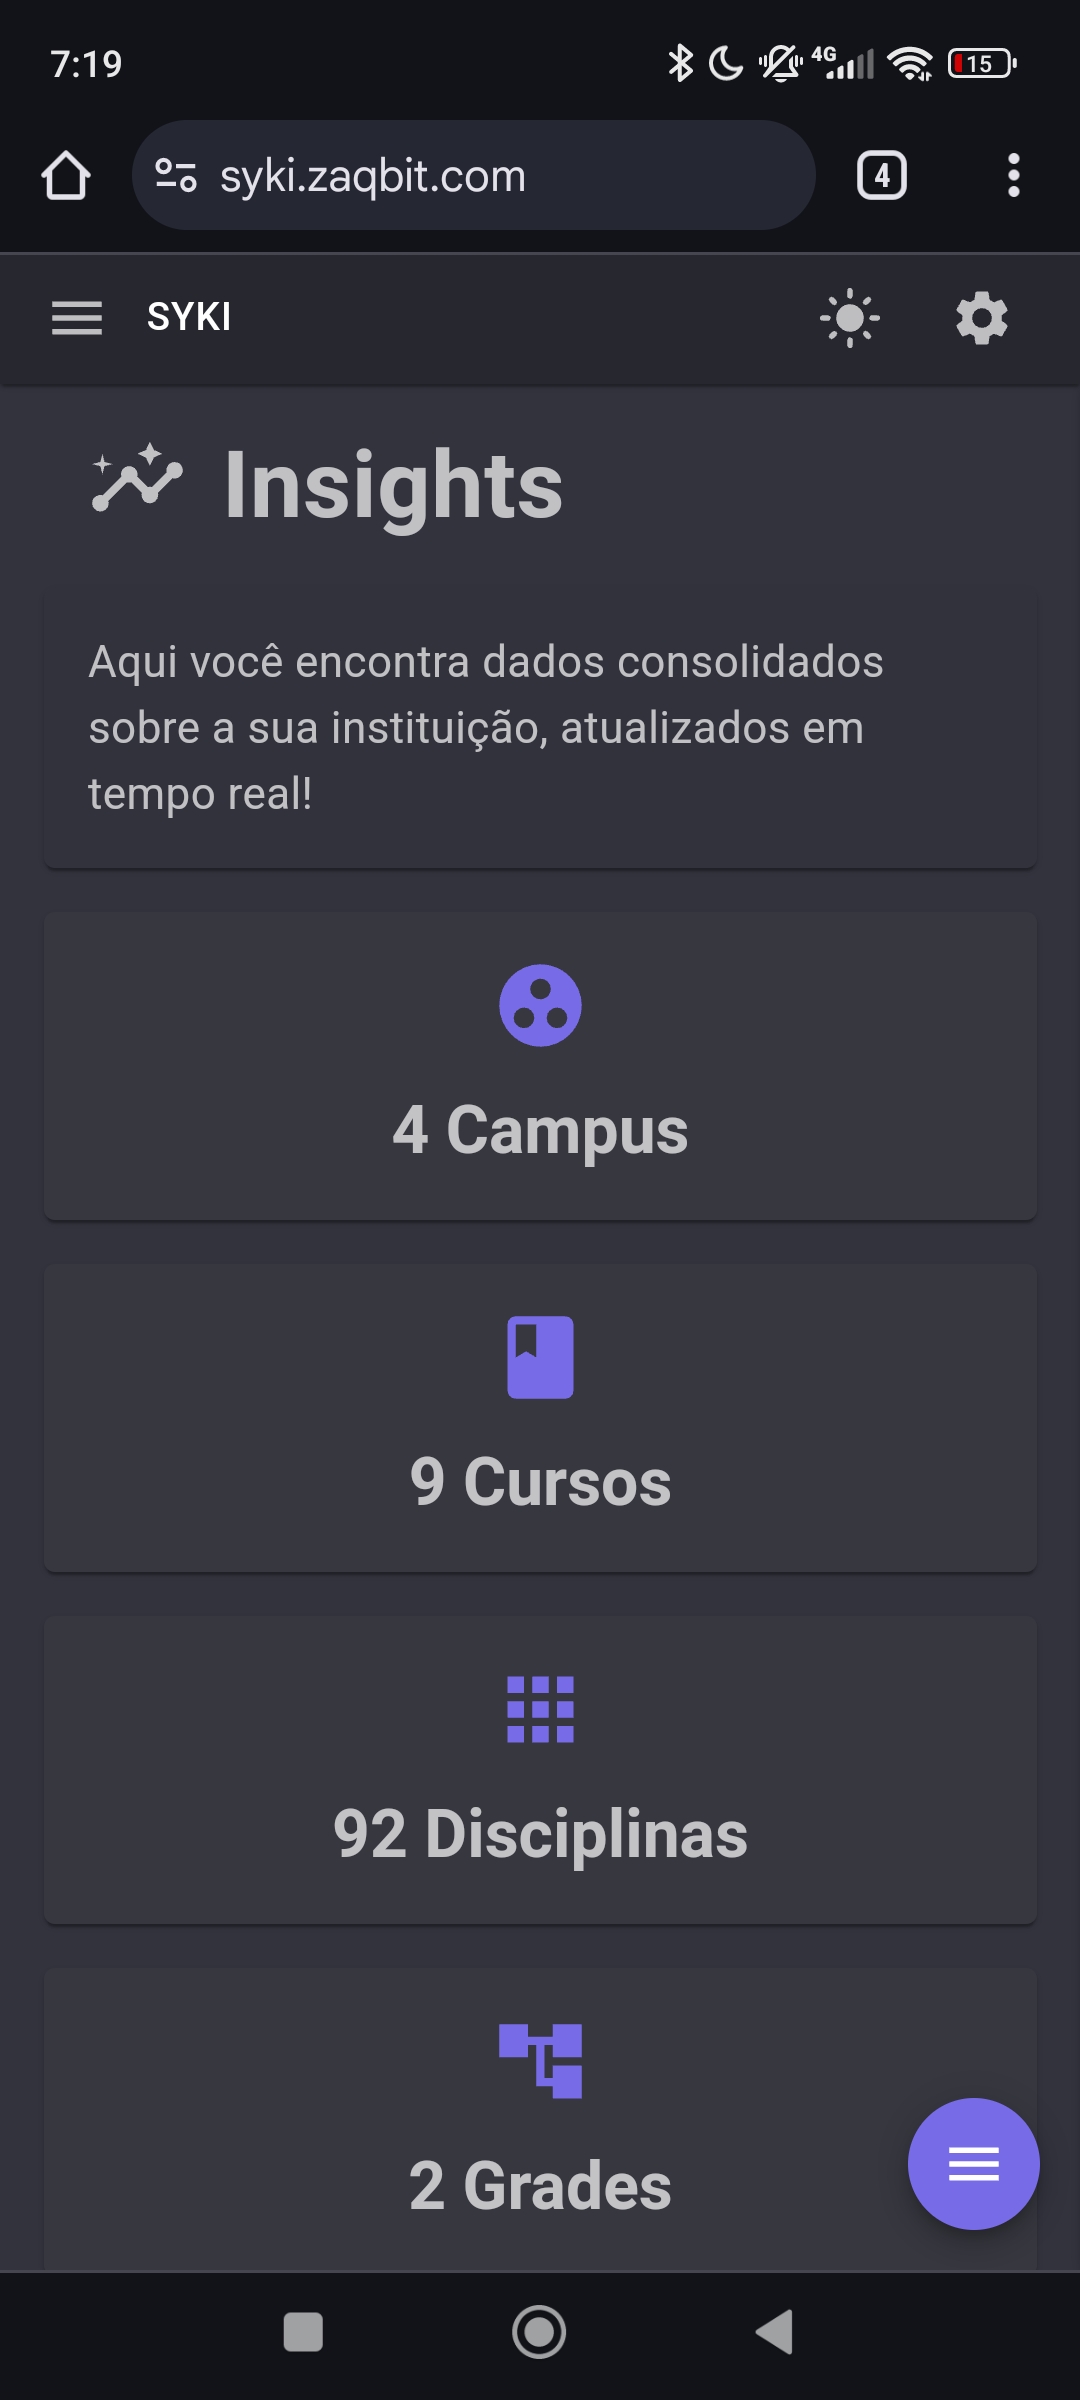 7:19
4G
15
syki.zaqbit.com
4
SYKI
Insights
Aqui você encontra dados consolidados
sobre a sua instituição, atualizados em
tempo real!
4 Campus
9 Cursos
92 Disciplinas
2 Grades